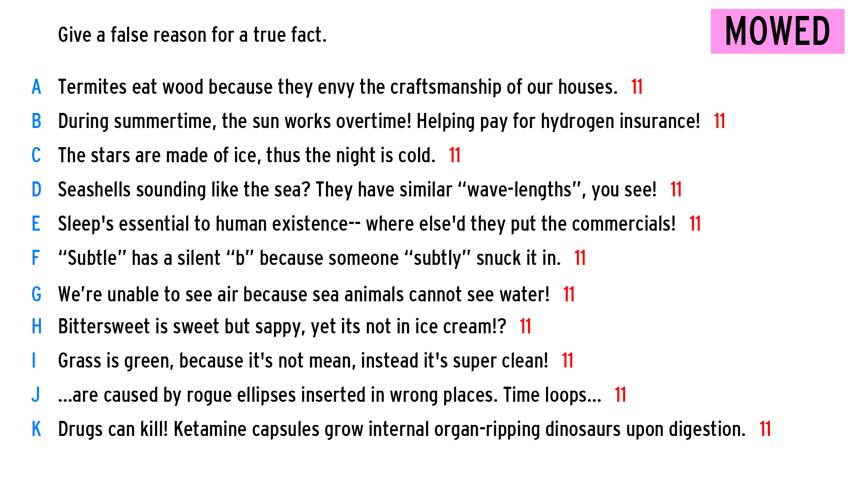 Give a false reason for a true fact.
MOWED
A Termites eat wood because they envy the craftsmanship of our houses. 11
B During summertime, the sun works overtime! Helping pay for hydrogen insurance! 11
C The stars are made of ice, thus the night is cold. 11
D Seashells sounding like the sea? They have similar “wave-lengths”, you see! 11
E Sleep's essential to human existence-- where else'd they put the commercials! 11
F “Subtle” has a silent “b” because someone “subtly” snuck it in. 11
G We’re unable to see air because sea animals cannot see water! 11
H Bittersweet is sweet but sappy, yet its not in ice cream!? 11
I Grass is green, because it's not mean, instead it's super clean! 11
J ...are caused by rogue ellipses inserted in wrong places. Time loops... 11
K Drugs can kill! Ketamine capsules grow internal organ-ripping dinosaurs upon digestion. 11